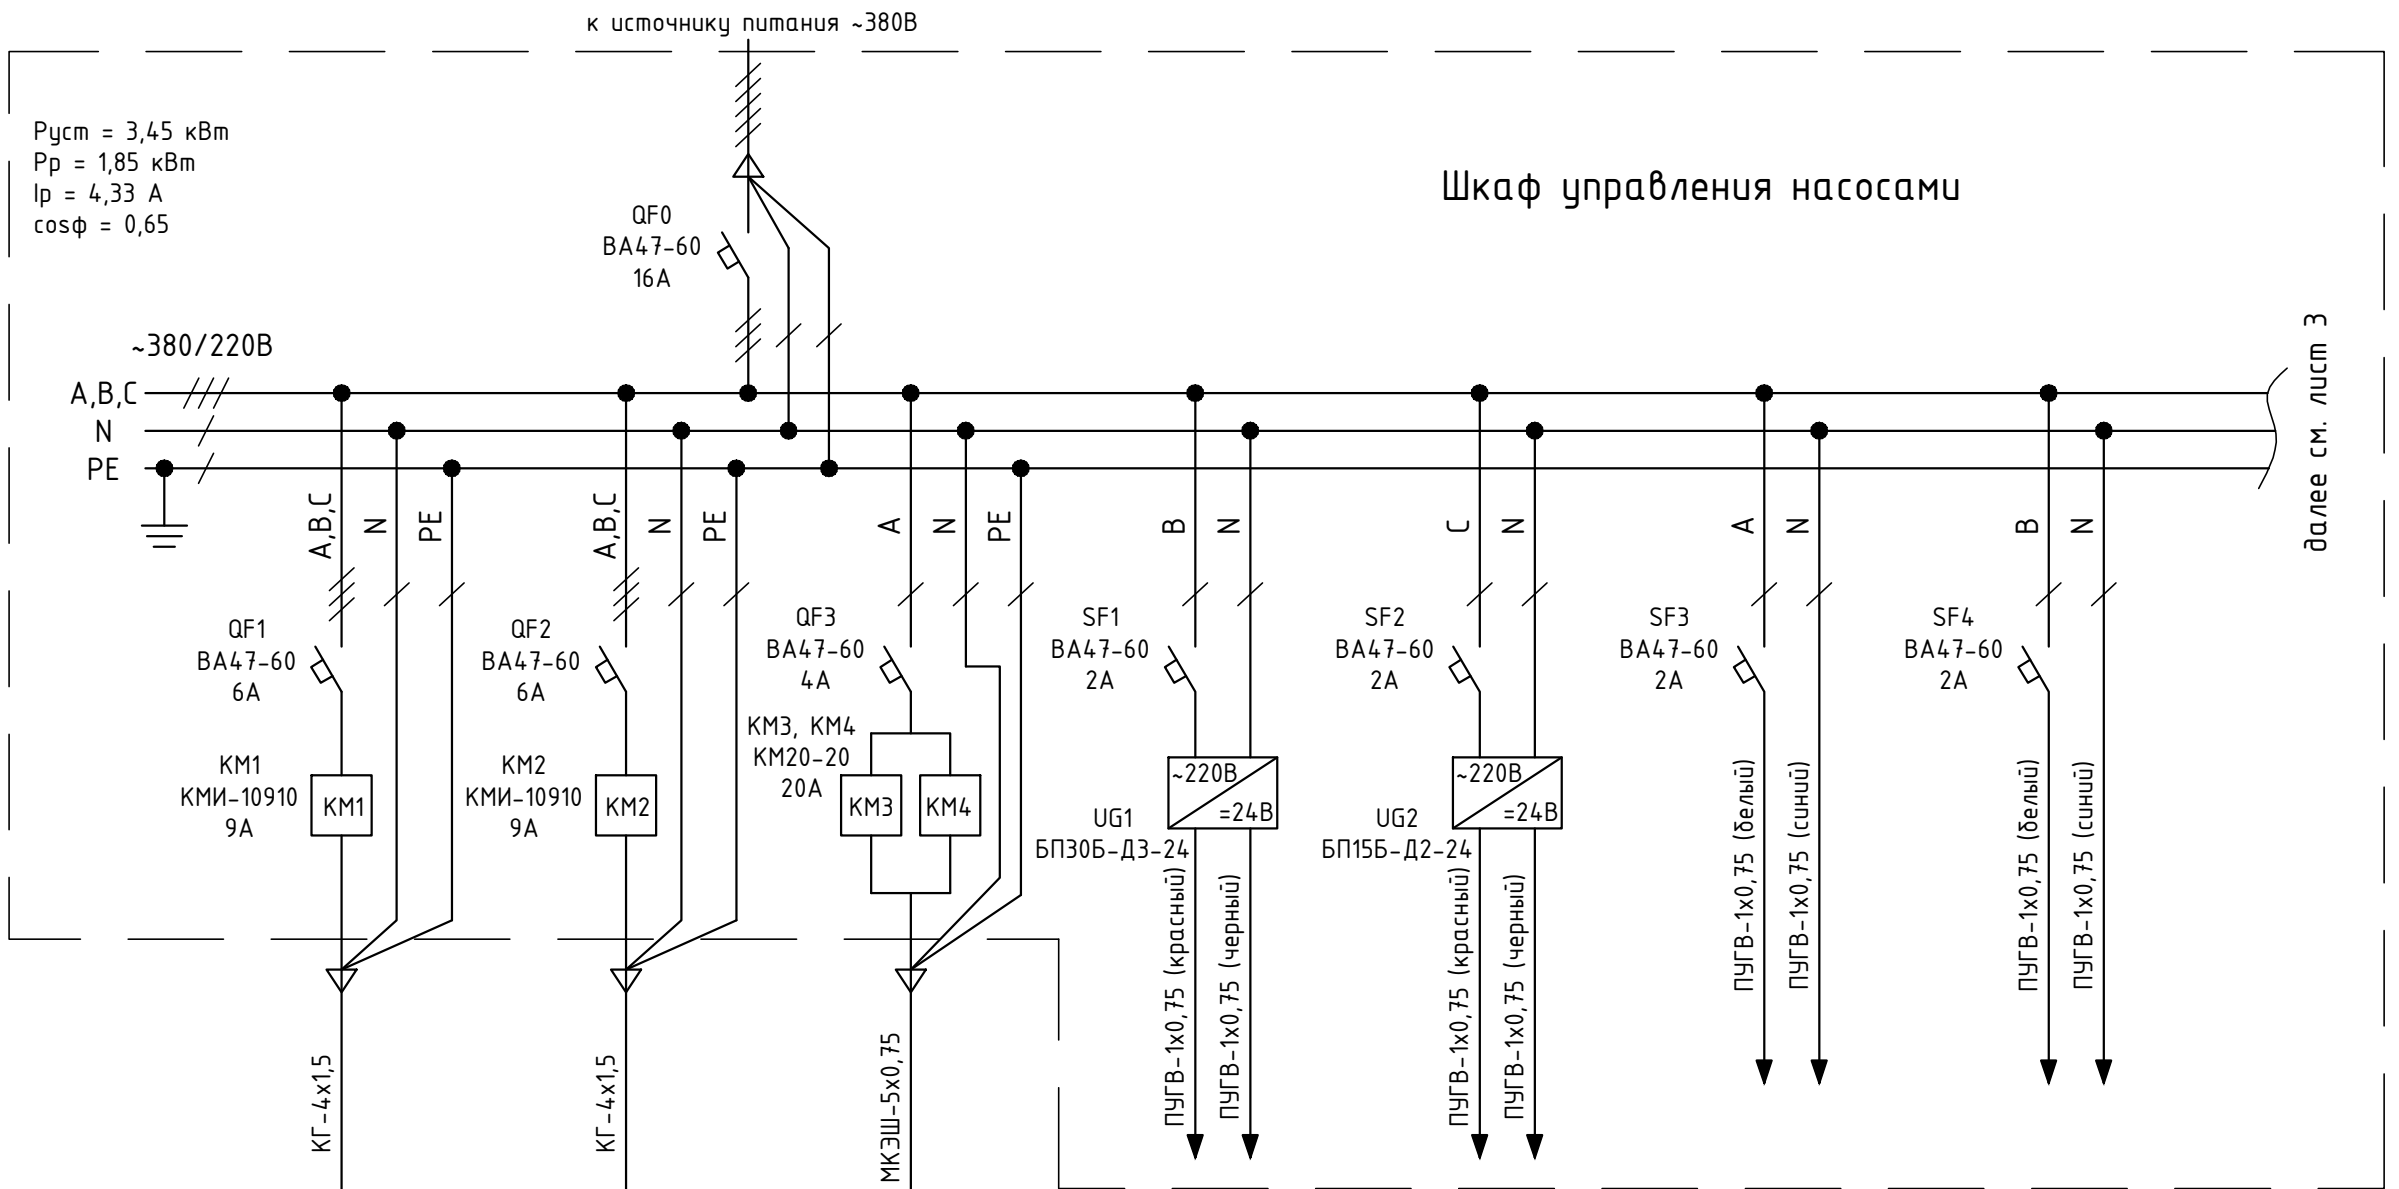 к источнику питания ~380В
Руст = 3,45 кВт
Рр = 1,85 кВт
Iр = 4,33 А
cosф = 0,65
Шкаф управления насосами
QF0
ВА47-60
16А
~380/220В
A,B,C
N
PE
далее см. лист 3
A,B,C
N
PE
A,B,C
N
PE
A
N
PE
B
N
C
N
A
N
B
N
QF1
ВА47-60
6А
QF2
ВА47-60
6А
QF3
ВА47-60
4А
SF1
ВА47-60
2А
SF2
ВА47-60
2А
SF3
ВА47-60
2А
SF4
ВА47-60
2А
КМ1
КМИ-10910
9А
КМ1
КМ2
КМИ-10910
9А
КМ2
КМ3, КМ4
КМ20-20
20А
КМ3
КМ4
~220В
=24В
UG1
БП30Б-Д3-24
~220В
=24В
UG2
БП15Б-Д2-24
КГ-4х1,5
КГ-4х1,5
МКЭШ-5х0,75
ПУГВ-1х0,75 (красный)
ПУГВ-1х0,75 (черный)
ПУГВ-1х0,75 (красный)
ПУГВ-1х0,75 (черный)
ПУГВ-1х0,75 (белый)
ПУГВ-1х0,75 (синий)
ПУГВ-1х0,75 (белый)
ПУГВ-1х0,75 (синий)